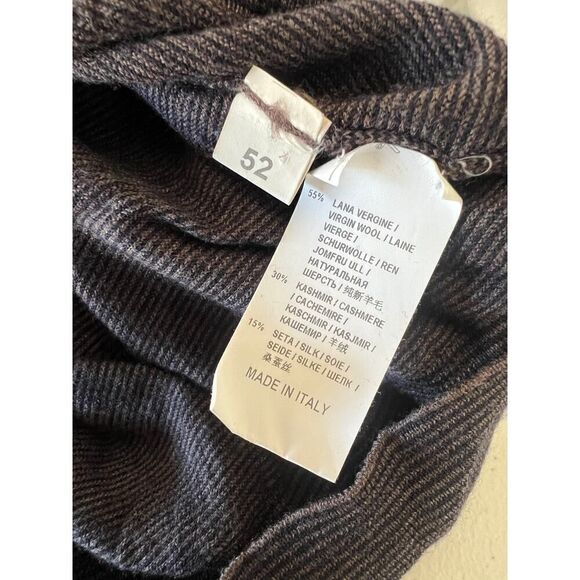 52
55% LANA VERGINE /
VIRGIN WOOL / LAINE
VIERGE /
SCHURWOLLE / REN
JOMFRU ULL /
НАТУРАЛЬНАЯ
ШЕРСТЬ / 纯新羊毛
30% KASHMIR / CASHMERE
/ CACHEMIRE /
KASCHMIR / KASJMIR /
КАШЕМИР / 羊绒
15% SETA / SILK / SOIE /
SEIDE / SILKE / ШЕЛК /
桑蚕丝
MADE IN ITALY